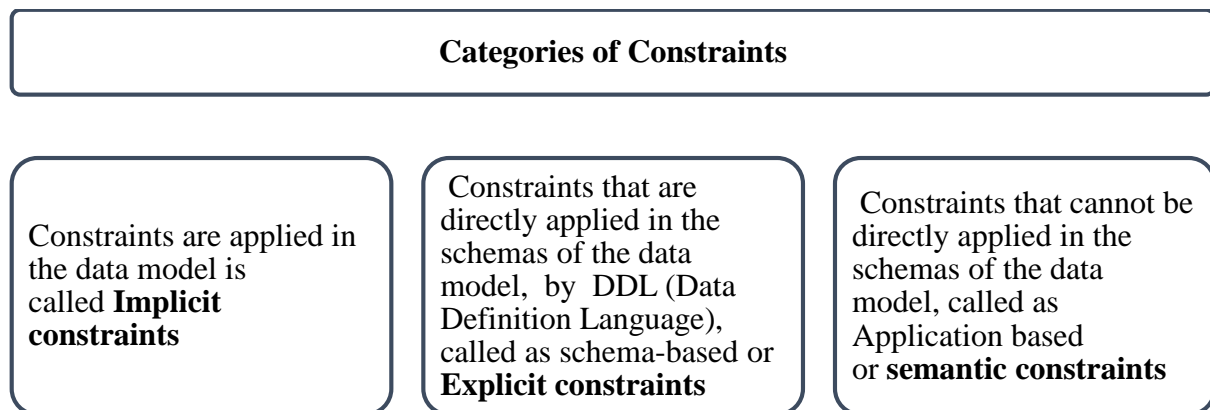 Categories of Constraints
Constraints are applied in
the data model is
called Implicit
constraints
Constraints that are
directly applied in the
schemas of the data
model,  by  DDL (Data
Definition Language),
called as schema-based or
Explicit constraints
Constraints that cannot be
directly applied in the
schemas of the data
model, called as
Application based
or semantic constraints